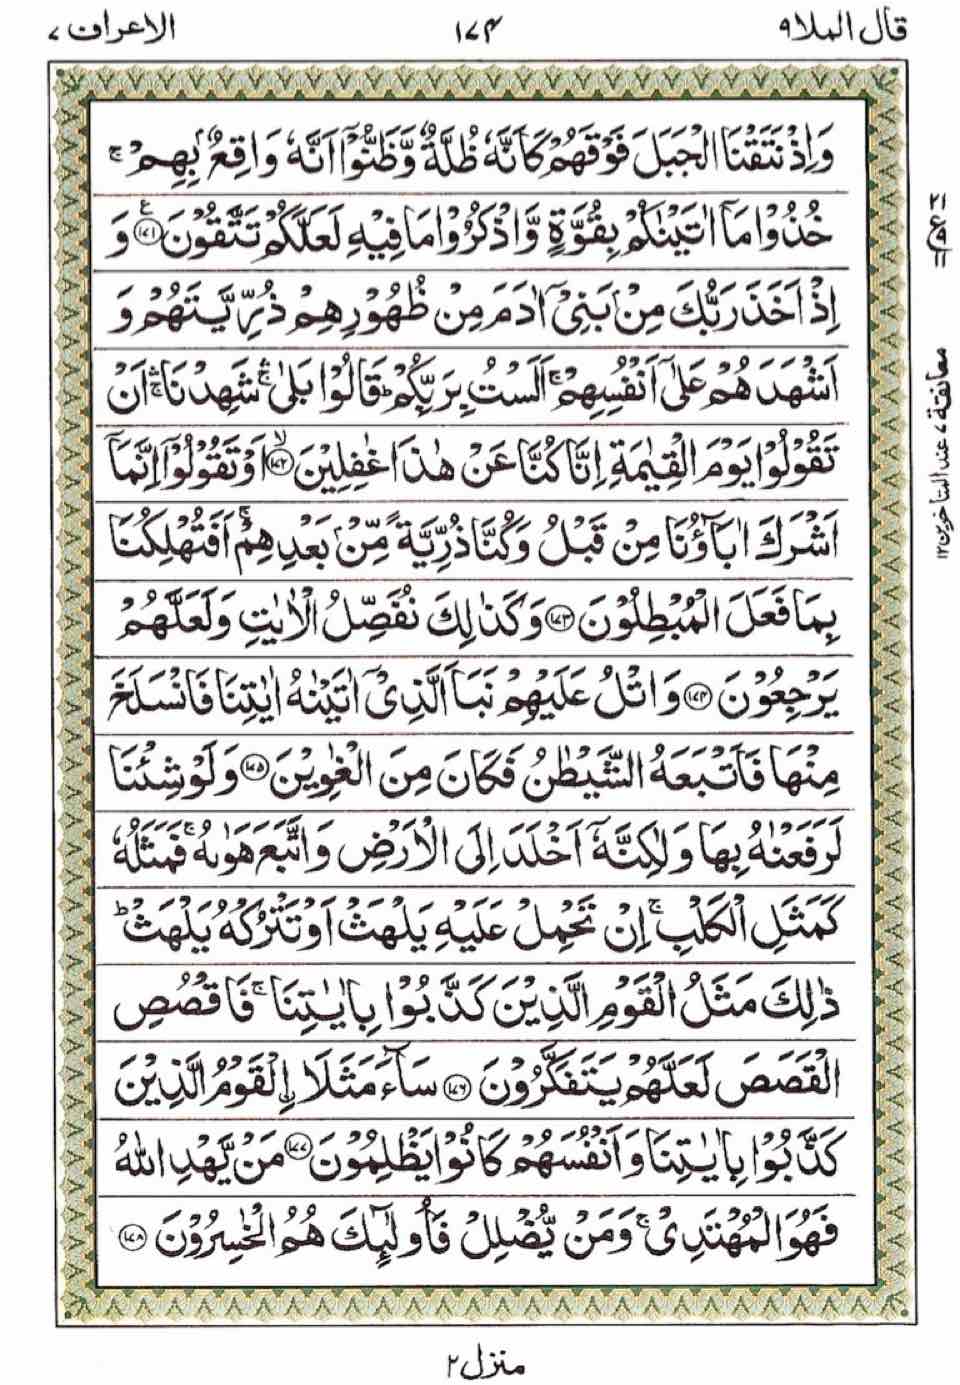 قال الملا ٩
١٧٤
الاعراف ٧
وَاِذْ نَتَقْنَا الْجَبَلَ فَوْقَهُمْ كَاَنَّهٗ ظُلَّةٌ وَّظَنُّوْۤا اَنَّهٗ وَاقِعٌۢ بِهِمْ ۚ
خُذُوْا مَاۤ اٰتَيْنٰكُمْ بِقُوَّةٍ وَّاذْكُرُوْا مَا فِيْهِ لَعَلَّكُمْ تَتَّقُوْنَ ﴿١٧١﴾ ع وَ
اِذْ اَخَذَ رَبُّكَ مِنْۢ بَنِيْۤ اٰدَمَ مِنْ ظُهُوْرِهِمْ ذُرِّيَّتَهُمْ وَ
اَشْهَدَهُمْ عَلٰۤى اَنْفُسِهِمْ ۚ اَلَسْتُ بِرَبِّكُمْ ؕ قَالُوْا بَلٰى ۛۚ شَهِدْنَا ۛۚ اَنْ
تَقُوْلُوْا يَوْمَ الْقِيٰمَةِ اِنَّا كُنَّا عَنْ هٰذَا غٰفِلِيْنَ ۙ﴿١٧٢﴾ اَوْ تَقُوْلُوْۤا اِنَّمَاۤ
اَشْرَكَ اٰبَآؤُنَا مِنْ قَبْلُ وَكُنَّا ذُرِّيَّةً مِّنْۢ بَعْدِهِمْ ۚ اَفَتُهْلِكُنَا
بِمَا فَعَلَ الْمُبْطِلُوْنَ ﴿١٧٣﴾ وَكَذٰلِكَ نُفَصِّلُ الْاٰيٰتِ وَلَعَلَّهُمْ
يَرْجِعُوْنَ ﴿١٧٤﴾ وَاتْلُ عَلَيْهِمْ نَبَاَ الَّذِيْۤ اٰتَيْنٰهُ اٰيٰتِنَا فَانْسَلَخَ
مِنْهَا فَاَتْبَعَهُ الشَّيْطٰنُ فَكَانَ مِنَ الْغٰوِيْنَ ﴿١٧٥﴾ وَلَوْ شِئْنَا
لَرَفَعْنٰهُ بِهَا وَلٰكِنَّهٗۤ اَخْلَدَ اِلَى الْاَرْضِ وَاتَّبَعَ هَوٰىهُ ۚ فَمَثَلُهٗ
كَمَثَلِ الْكَلْبِ ۚ اِنْ تَحْمِلْ عَلَيْهِ يَلْهَثْ اَوْ تَتْرُكْهُ يَلْهَثْ ؕ
ذٰلِكَ مَثَلُ الْقَوْمِ الَّذِيْنَ كَذَّبُوْا بِاٰيٰتِنَا ۚ فَاقْصُصِ
الْقَصَصَ لَعَلَّهُمْ يَتَفَكَّرُوْنَ ﴿١٧٦﴾ سَآءَ مَثَلَا ۨالْقَوْمُ الَّذِيْنَ
كَذَّبُوْا بِاٰيٰتِنَا وَاَنْفُسَهُمْ كَانُوْا يَظْلِمُوْنَ ﴿١٧٧﴾ مَنْ يَّهْدِ اللّٰهُ
فَهُوَ الْمُهْتَدِيْ ۚ وَمَنْ يُّضْلِلْ فَاُولٰٓئِكَ هُمُ الْخٰسِرُوْنَ ﴿١٧٨﴾
معانقة ٧ عند المتاخرين ١٢
منزل ٢